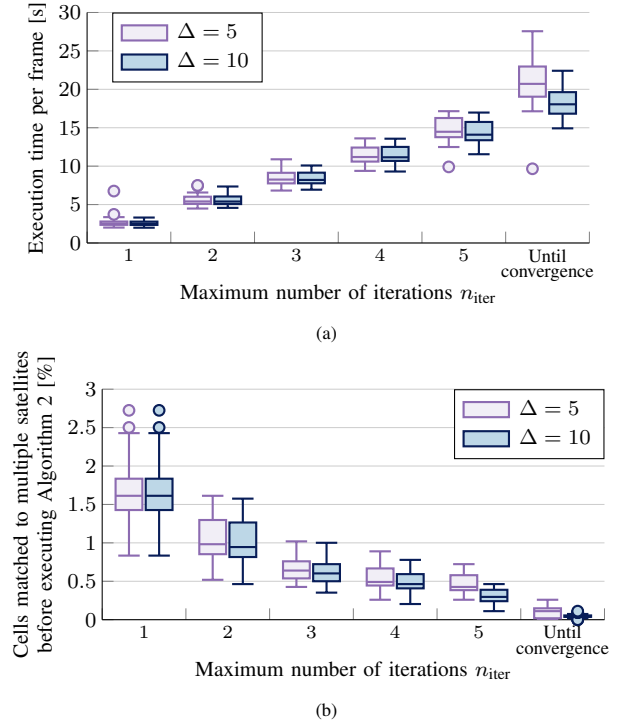 30
25
20
15
10
5
0
Execution time per frame [s]
Δ = 5
Δ = 10
1 2 3 4 5 Until
convergence
Maximum number of iterations n_iter
(a)
3
2.5
2
1.5
1
0.5
0
Cells matched to multiple satellites
before executing Algorithm 2 [%]
Δ = 5
Δ = 10
1 2 3 4 5 Until
convergence
Maximum number of iterations n_iter
(b)